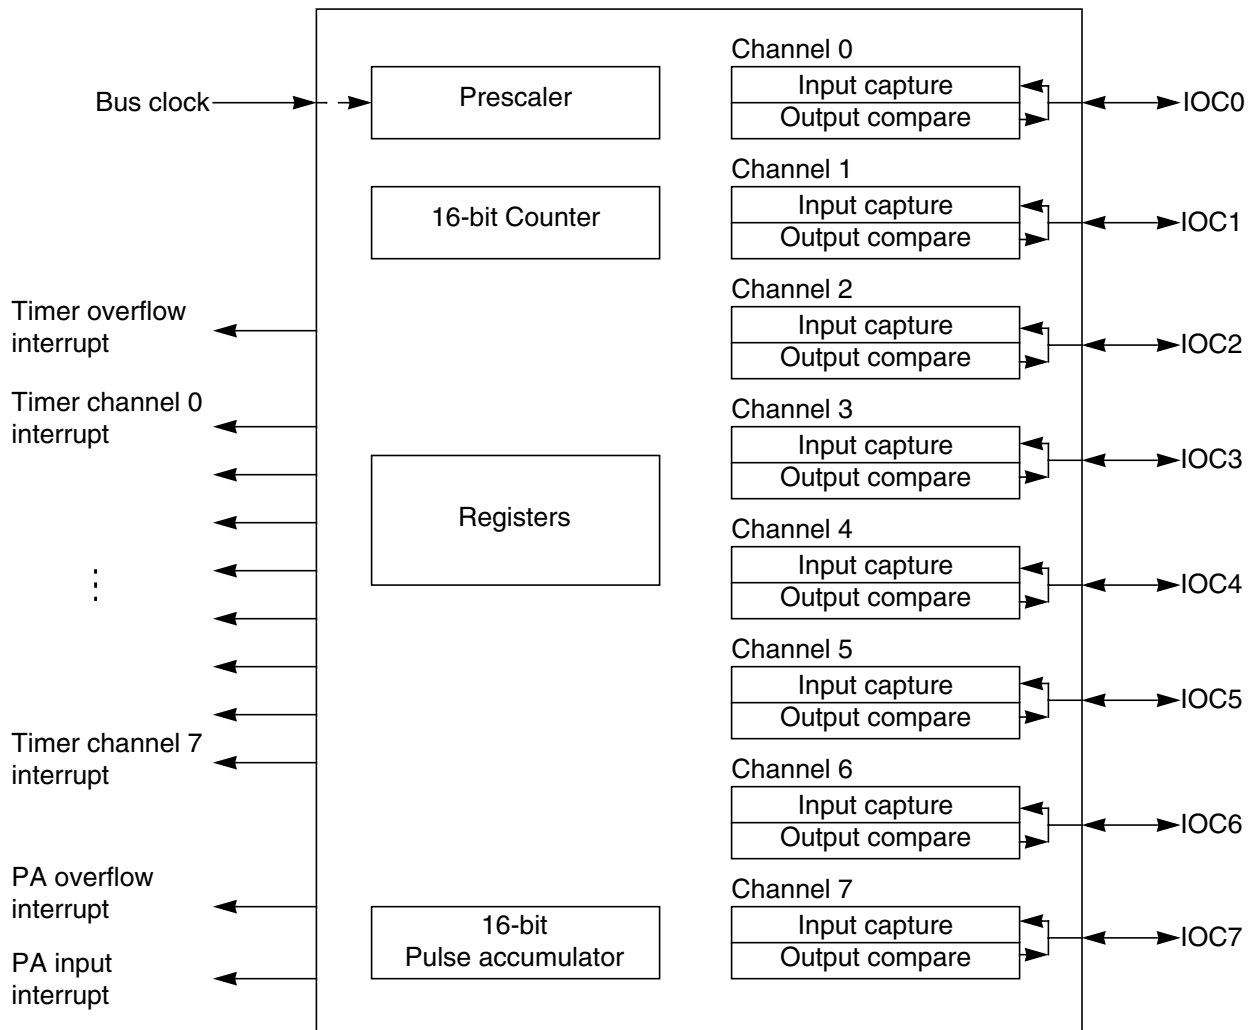 Bus clock
Timer overflow
interrupt
Timer channel 0
interrupt
Timer channel 7
interrupt
PA overflow
interrupt
PA input
interrupt
Prescaler
16-bit Counter
Registers
16-bit
Pulse accumulator
Channel 0
Input capture
Output compare
IOC0
Channel 1
Input capture
Output compare
IOC1
Channel 2
Input capture
Output compare
IOC2
Channel 3
Input capture
Output compare
IOC3
Channel 4
Input capture
Output compare
IOC4
Channel 5
Input capture
Output compare
IOC5
Channel 6
Input capture
Output compare
IOC6
Channel 7
Input capture
Output compare
IOC7